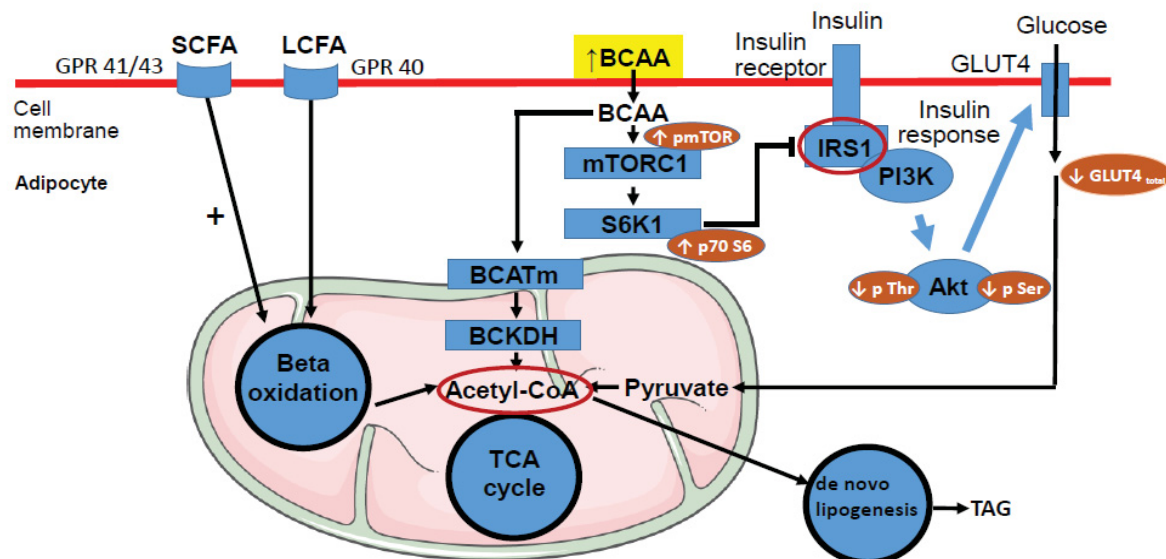 SCFA
LCFA
GPR 41/43
GPR 40
↑BCAA
Insulin
receptor
Insulin
GLUT4
Glucose
Cell
membrane
Adipocyte
+
BCAA
↑ pmTOR
mTORC1
S6K1
↑ p70 S6
IRS1
PI3K
Insulin
response
↓ GLUT4 total
↓ p Thr
Akt
↓ p Ser
BCATm
BCKDH
Beta
oxidation
Acetyl-CoA
Pyruvate
TCA
cycle
de novo
lipogenesis
TAG